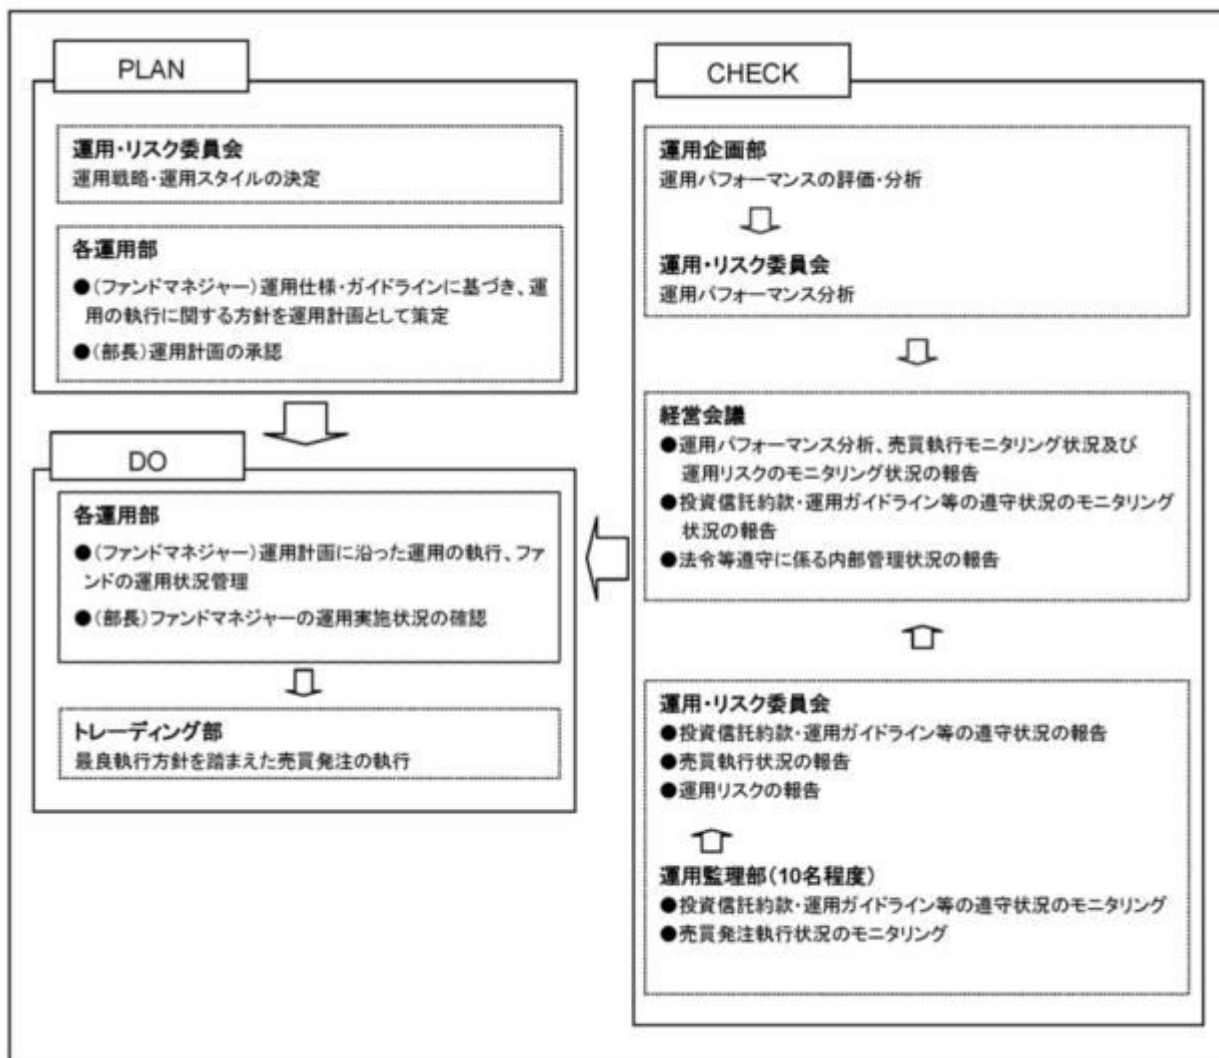 PLAN
運用・リスク委員会
運用戦略・運用スタイルの決定
各運用部
●(ファンドマネジャー)運用仕様・ガイドラインに基づき、運
用の執行に関する方針を運用計画として策定
●(部長)運用計画の承認
DO
各運用部
●(ファンドマネジャー)運用計画に沿った運用の執行、ファ
ンドの運用状況管理
●(部長)ファンドマネジャーの運用実施状況の確認
トレーディング部
最良執行方針を踏まえた売買発注の執行
CHECK
運用企画部
運用パフォーマンスの評価・分析
運用・リスク委員会
運用パフォーマンス分析
経営会議
●運用パフォーマンス分析、売買執行モニタリング状況及び
運用リスクのモニタリング状況の報告
●投資信託約款・運用ガイドライン等の遵守状況のモニタリング
状況の報告
●法令等遵守に係る内部管理状況の報告
運用・リスク委員会
●投資信託約款・運用ガイドライン等の遵守状況の報告
●売買執行状況の報告
●運用リスクの報告
運用監理部(10名程度)
●投資信託約款・運用ガイドライン等の遵守状況のモニタリング
●売買発注執行状況のモニタリング